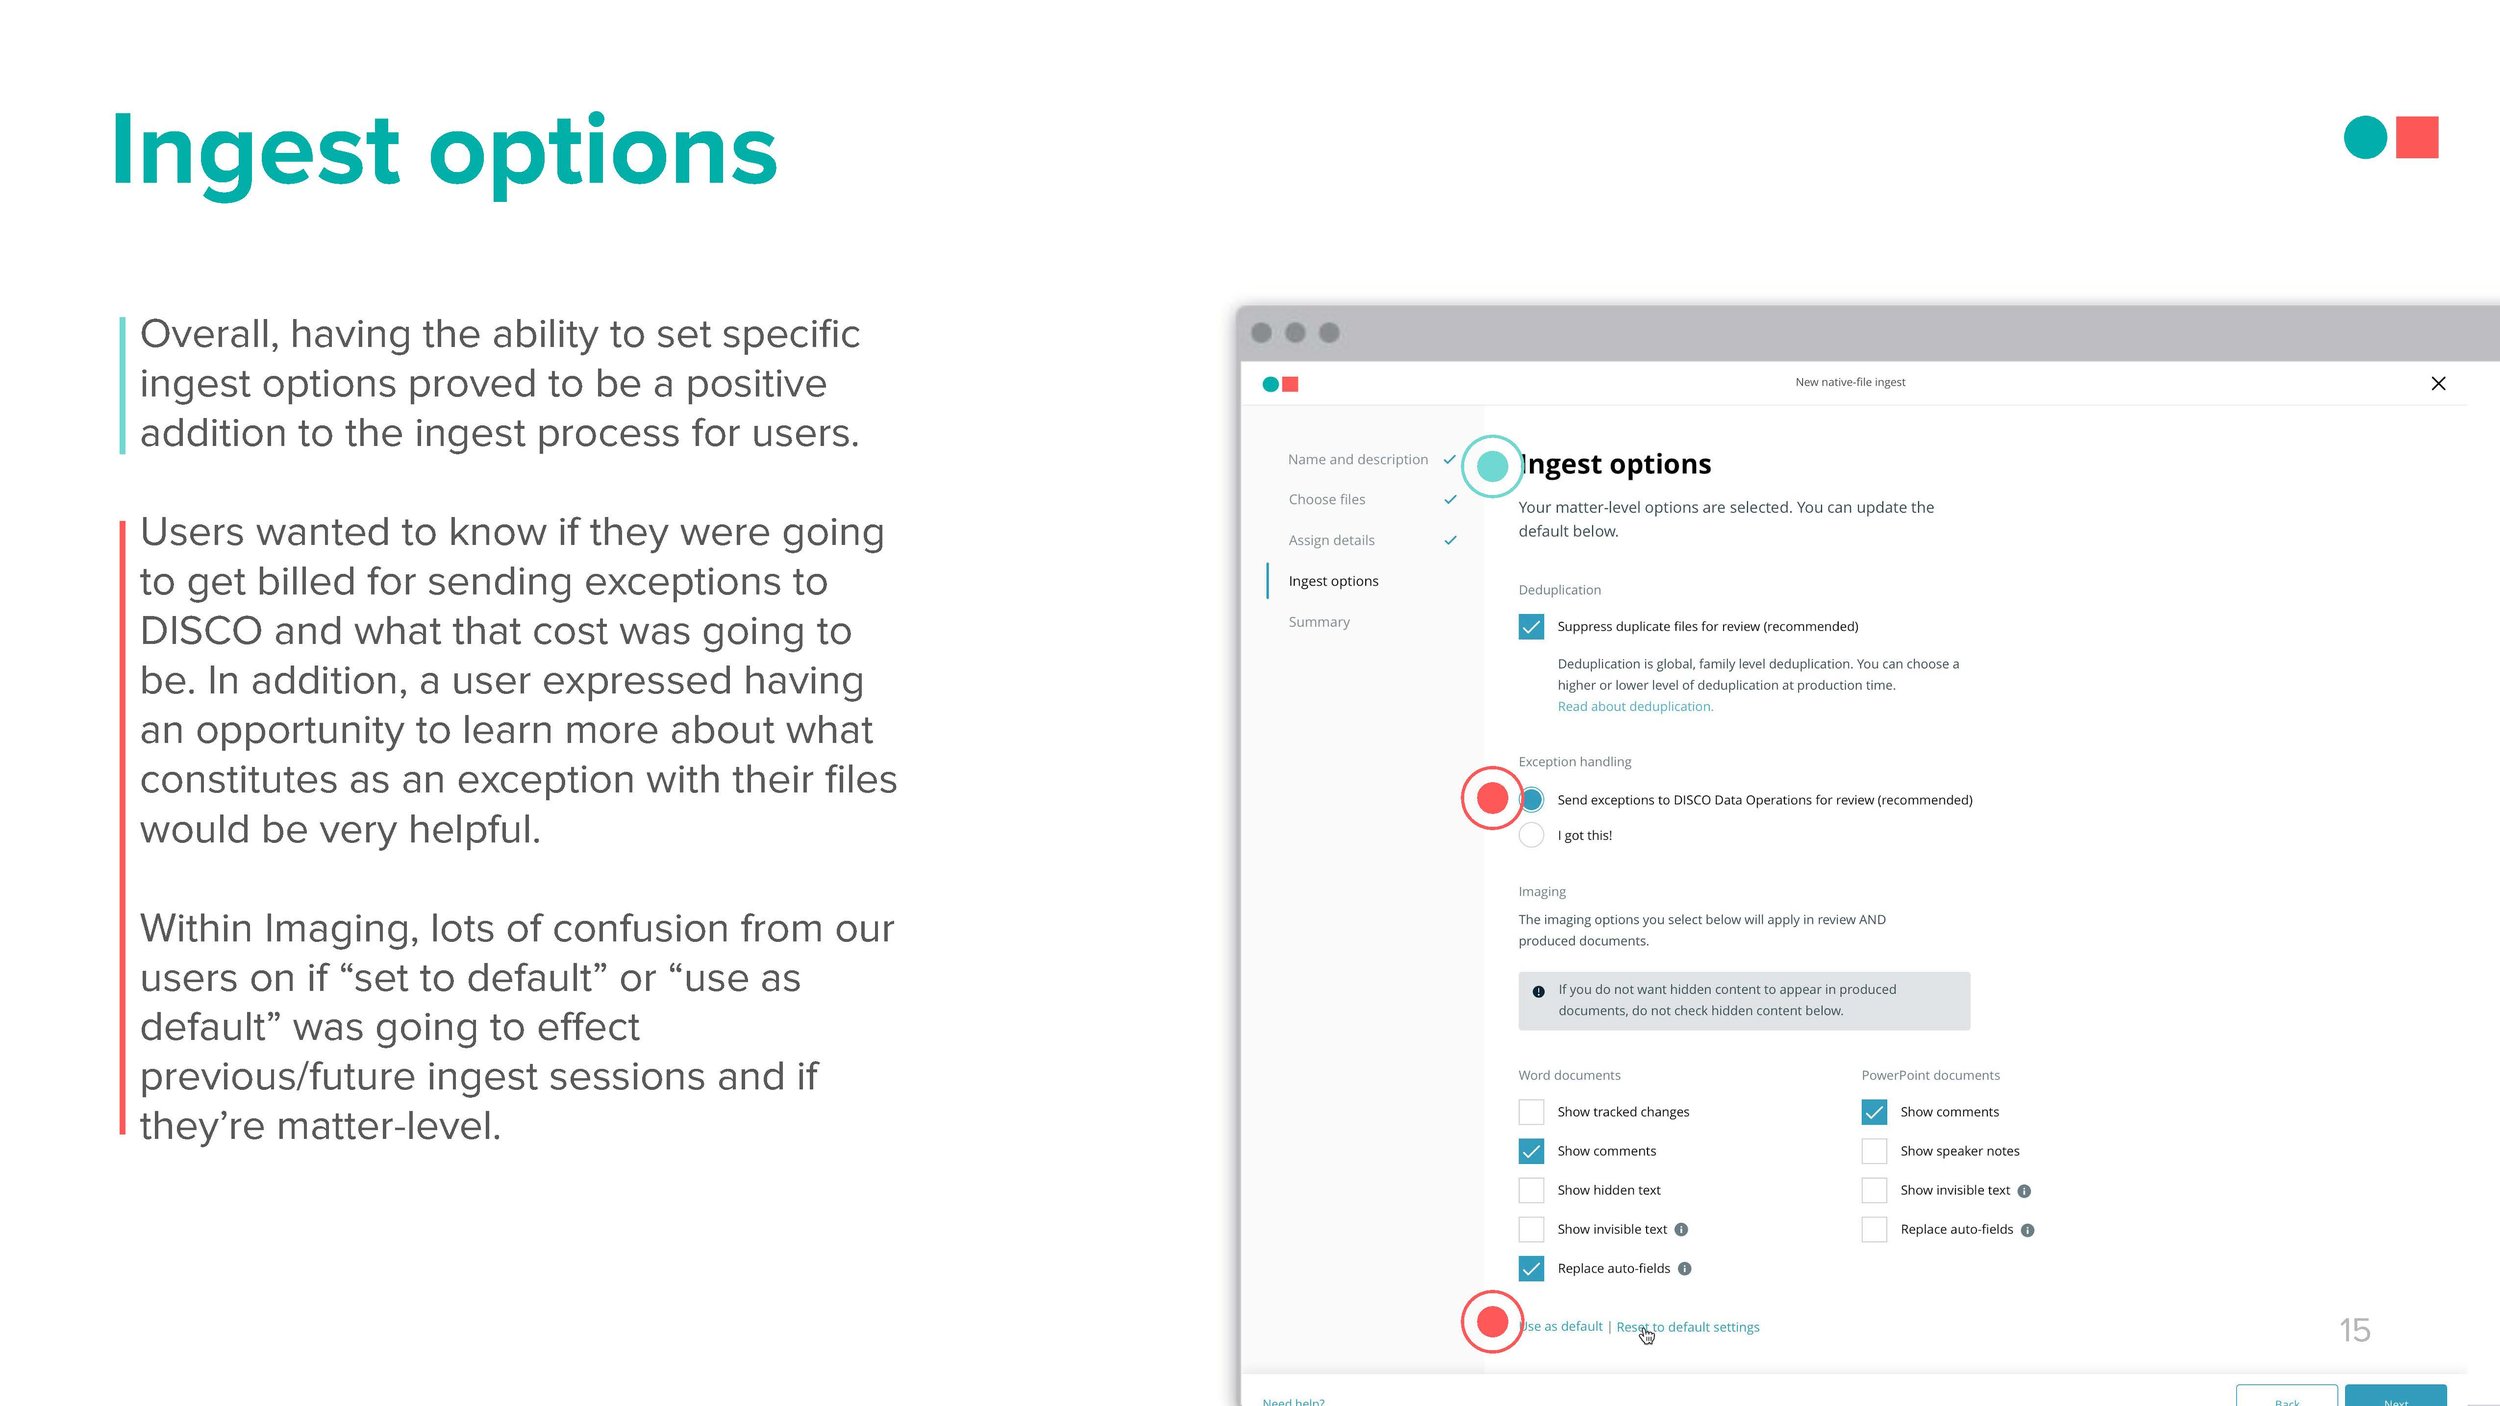 Ingest options
Overall, having the ability to set specific
ingest options proved to be a positive
addition to the ingest process for users.
Users wanted to know if they were going
to get billed for sending exceptions to
DISCO and what that cost was going to
be. In addition, a user expressed having
an opportunity to learn more about what
constitutes as an exception with their files
would be very helpful.
Within Imaging, lots of confusion from our
users on if “set to default” or “use as
default” was going to effect
previous/future ingest sessions and if
they’re matter-level.
New native-file ingest
Name and description
Choose files
Assign details
Ingest options
Summary
Ingest options
Your matter-level options are selected. You can update the
default below.
Deduplication
Suppress duplicate files for review (recommended)
Deduplication is global, family level deduplication. You can choose a
higher or lower level of deduplication at production time.
Read about deduplication.
Exception handling
Send exceptions to DISCO Data Operations for review (recommended)
I got this!
Imaging
The imaging options you select below will apply in review AND
produced documents.
If you do not want hidden content to appear in produced
documents, do not check hidden content below.
Word documents
Show tracked changes
Show comments
Show hidden text
Show invisible text
Replace auto-fields
PowerPoint documents
Show comments
Show speaker notes
Show invisible text
Replace auto-fields
Use as default | Reset to default settings
Need help?
Back
Next
15